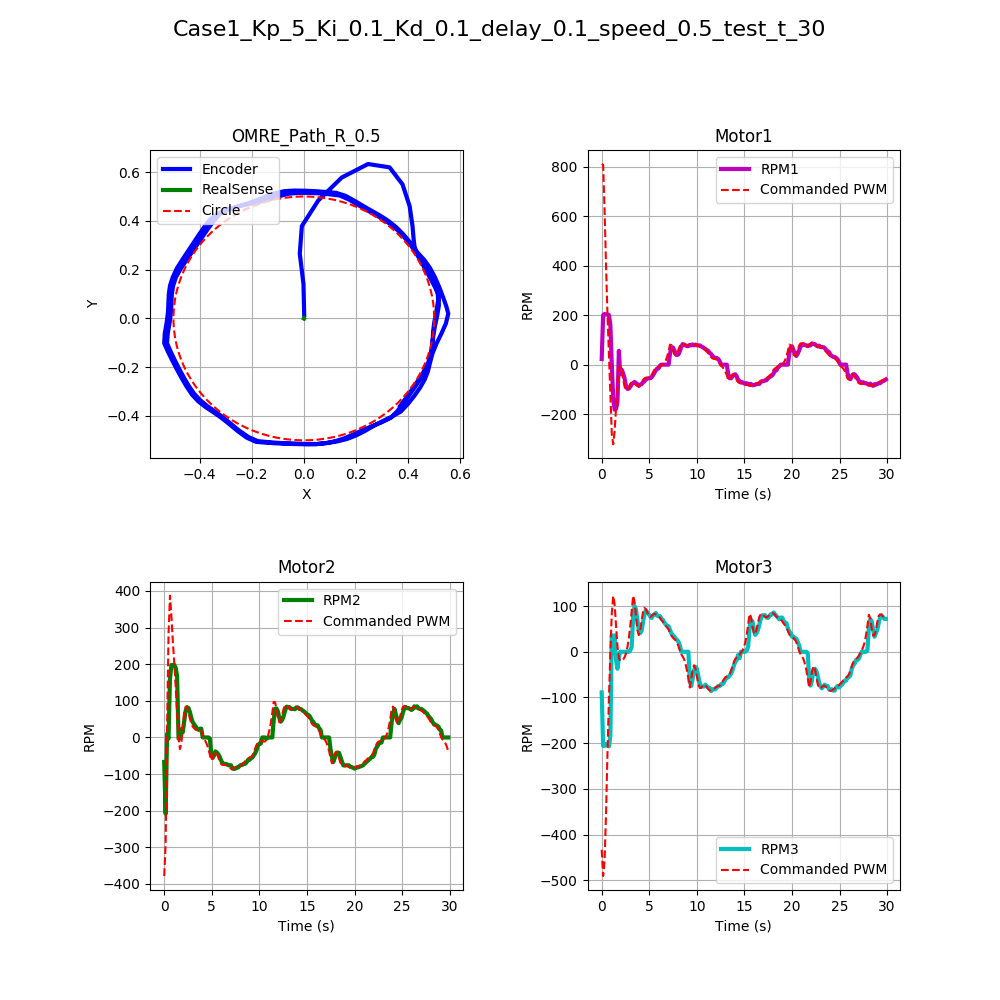 Case1_Kp_5_Ki_0.1_Kd_0.1_delay_0.1_speed_0.5_test_t_30
OMRE_Path_R_0.5
Encoder
RealSense
Circle
0.6
0.4
0.2
0.0
−0.2
−0.4
Y
−0.4 −0.2 0.0 0.2 0.4 0.6
X
Motor1
RPM1
Commanded PWM
800
600
400
200
0
−200
RPM
0 5 10 15 20 25 30
Time (s)
Motor2
RPM2
Commanded PWM
400
300
200
100
0
−100
−200
−300
−400
RPM
0 5 10 15 20 25 30
Time (s)
Motor3
100
0
−100
−200
−300
−400
−500
RPM
RPM3
Commanded PWM
0 5 10 15 20 25 30
Time (s)